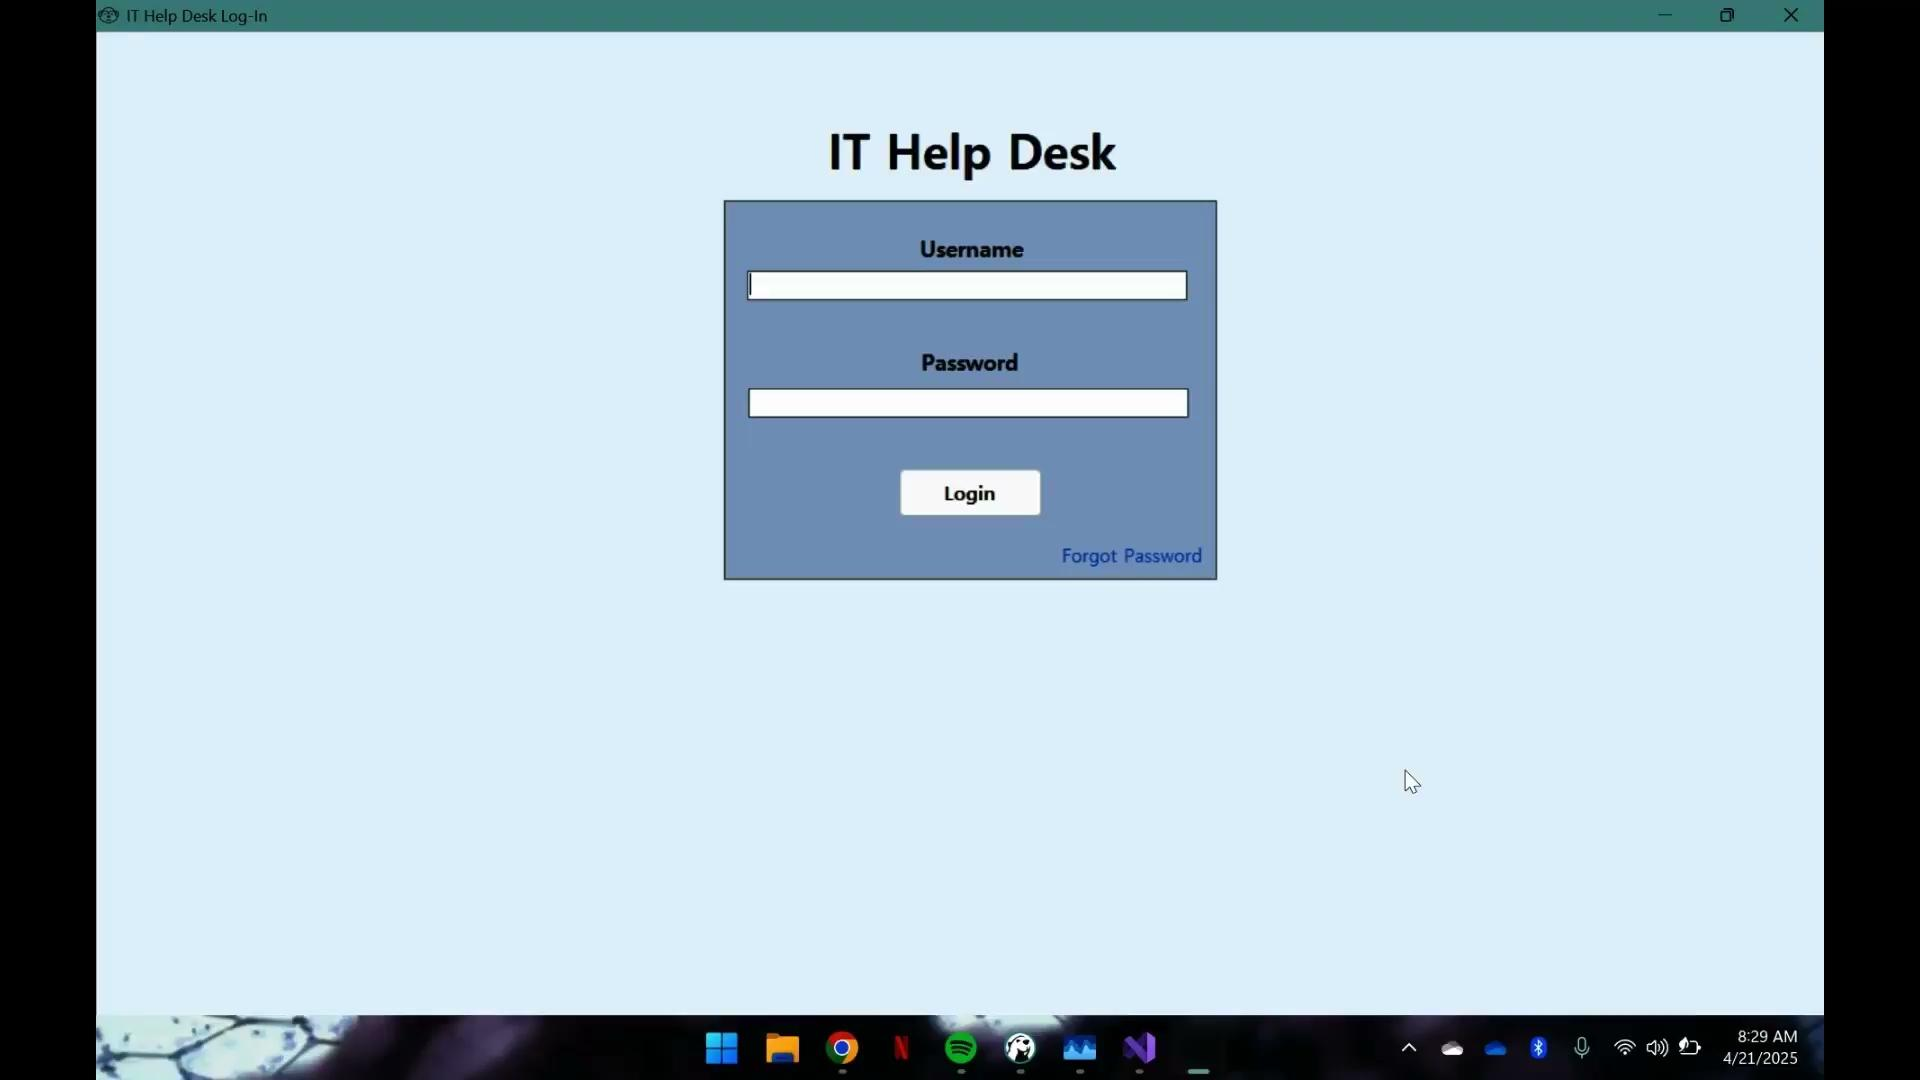 IT Help Desk Log-In
IT Help Desk
Username
Password
Login
Forgot Password
8:29 AM
4/21/2025